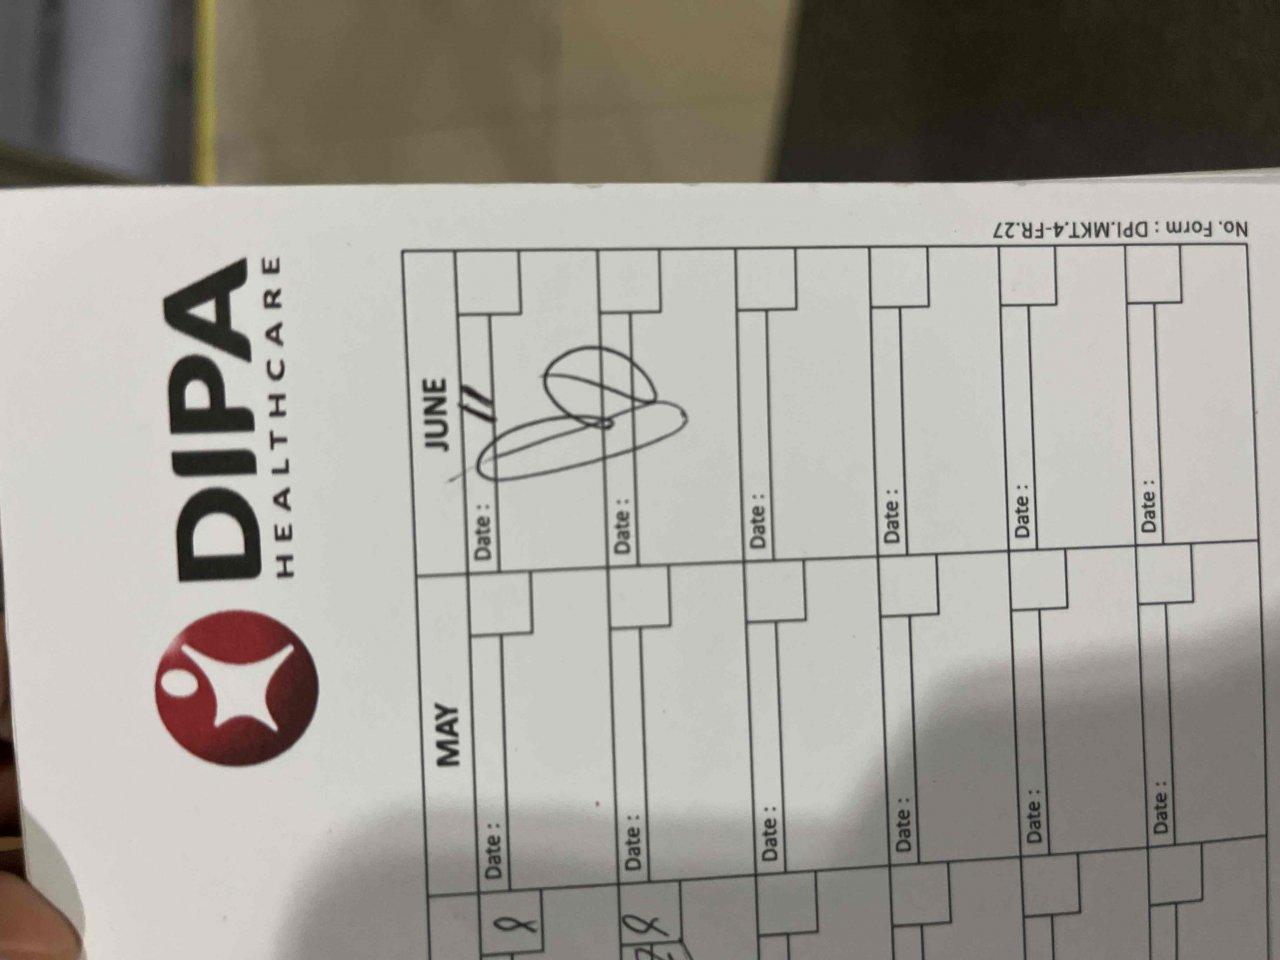 DIPA
HEALTHCARE
MAY
JUNE
Date :
Date : 11
Date :
Date :
Date :
Date :
Date :
Date :
Date :
Date :
Date :
Date :
No. Form : DPI.MKT.4-FR.27